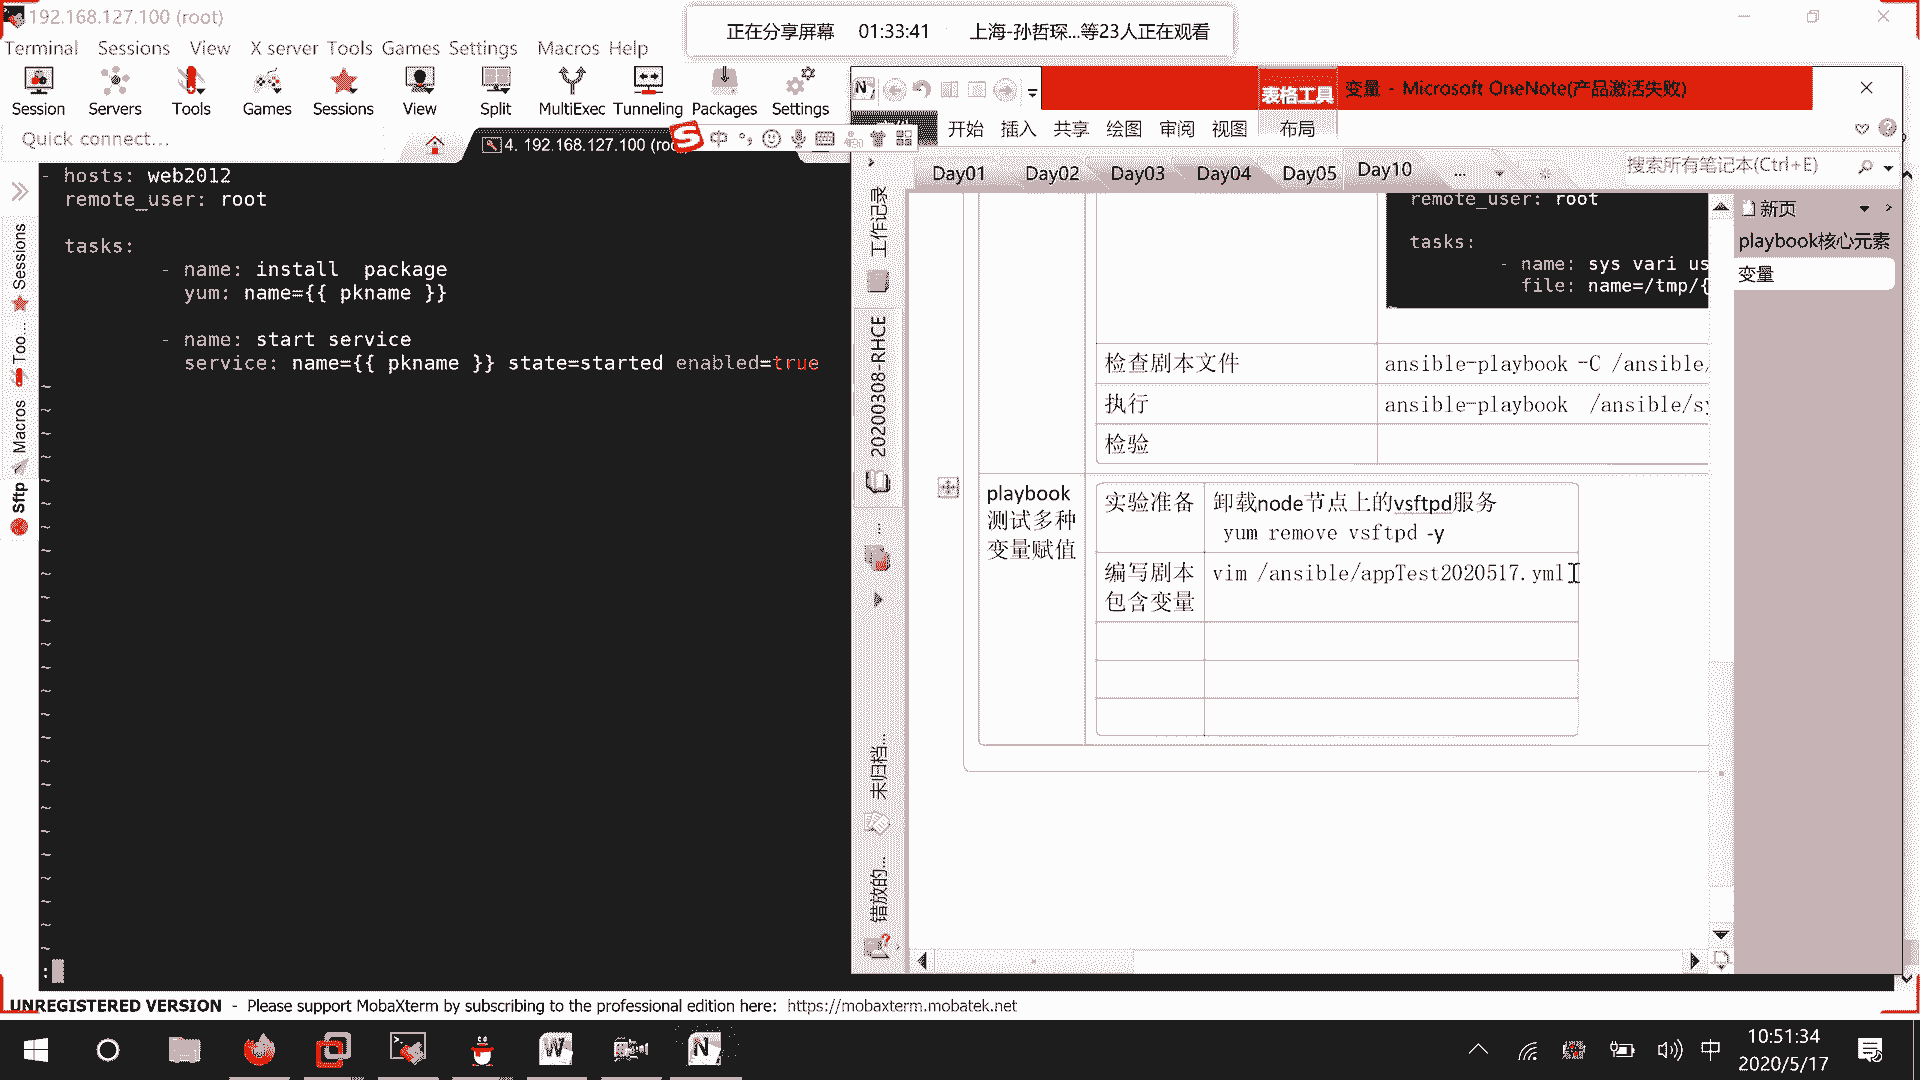 192.168.127.100 (root)
正在分享屏幕 01:33:41 上海-孙哲琛...等23人正在观看
Terminal Sessions View X server Tools Games Settings Macros Help
Session Servers Tools Games Sessions View Split MultiExec Tunneling Packages Settings
表格工具 变量 - Microsoft OneNote(产品激活失败)
开始 插入 共享 绘图 审阅 视图 布局
Quick connect...
4. 192.168.127.100 (roo
Day01 Day02 Day03 Day04 Day05 Day10 ... 搜索所有笔记本(Ctrl+E)
Sessions
Too...
Macros
Sftp
- hosts: web2012
remote_user: root
tasks:
- name: install  package
yum: name={{ pkname }}
- name: start service
service: name={{ pkname }} state=started enabled=true
~
:
工作记录
20200308-RHCE
...
未归档...
错放的...
remote_user: root
tasks:
- name: sys vari us
file: name=/tmp/{
检查剧本文件 ansible-playbook -C /ansible/
执行 ansible-playbook  /ansible/sy
检验
playbook
测试多种
变量赋值
实验准备 卸载node节点上的vsftpd服务
yum remove vsftpd -y
编写剧本 vim /ansible/appTest2020517.yml
包含变量
新页
playbook核心元素
变量
UNREGISTERED VERSION - Please support MobaXterm by subscribing to the professional edition here: https://mobaxterm.mobatek.net
中 10:51:34
2020/5/17